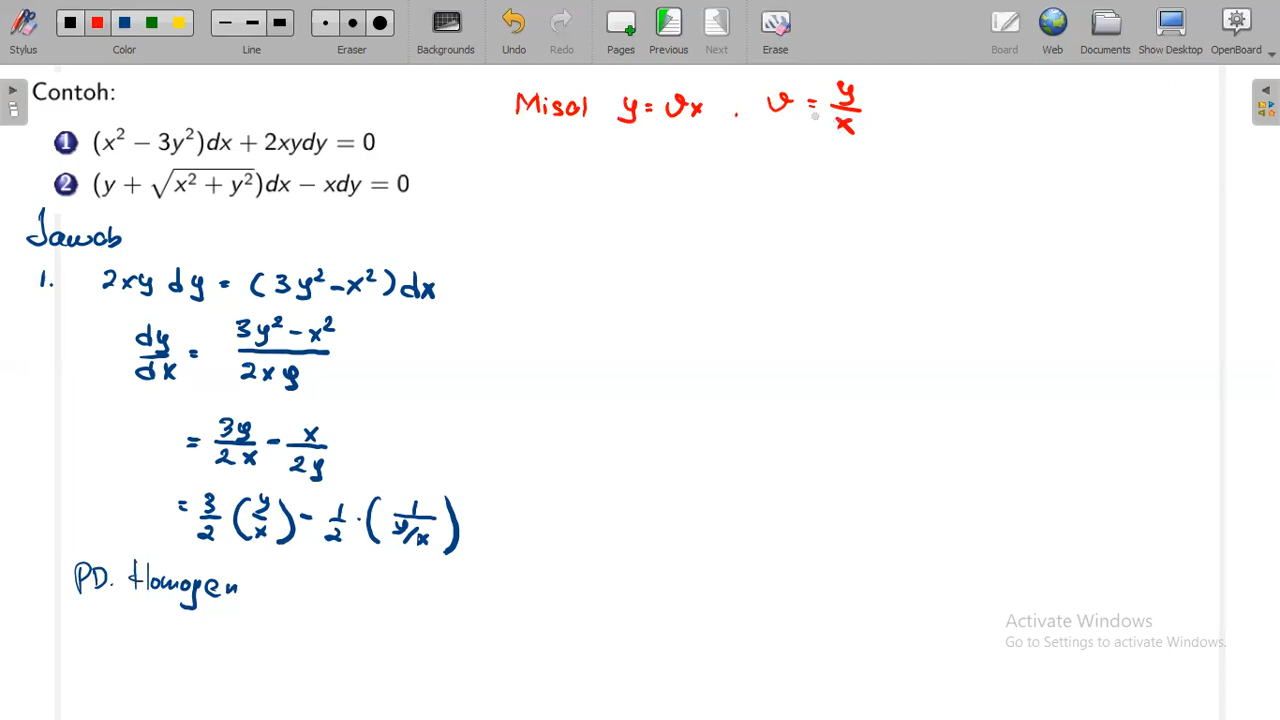 Stylus Color Line Eraser Backgrounds Undo Redo Pages Previous Next Erase Board Web Documents Show Desktop OpenBoard
Contoh:
1 (x² − 3y²)dx + 2xydy = 0
2 (y + √(x² + y²))dx − xdy = 0
Misal y = vx . v = y/x
Jawab
1. 2xy dy = (3y² − x²)dx
dy/dx = (3y² − x²)/(2xy)
= 3y/2x − x/2y
= 3/2 (y/x) − 1/2 · (1/(y/x))
PD. Homogen
Activate Windows
Go to Settings to activate Windows.